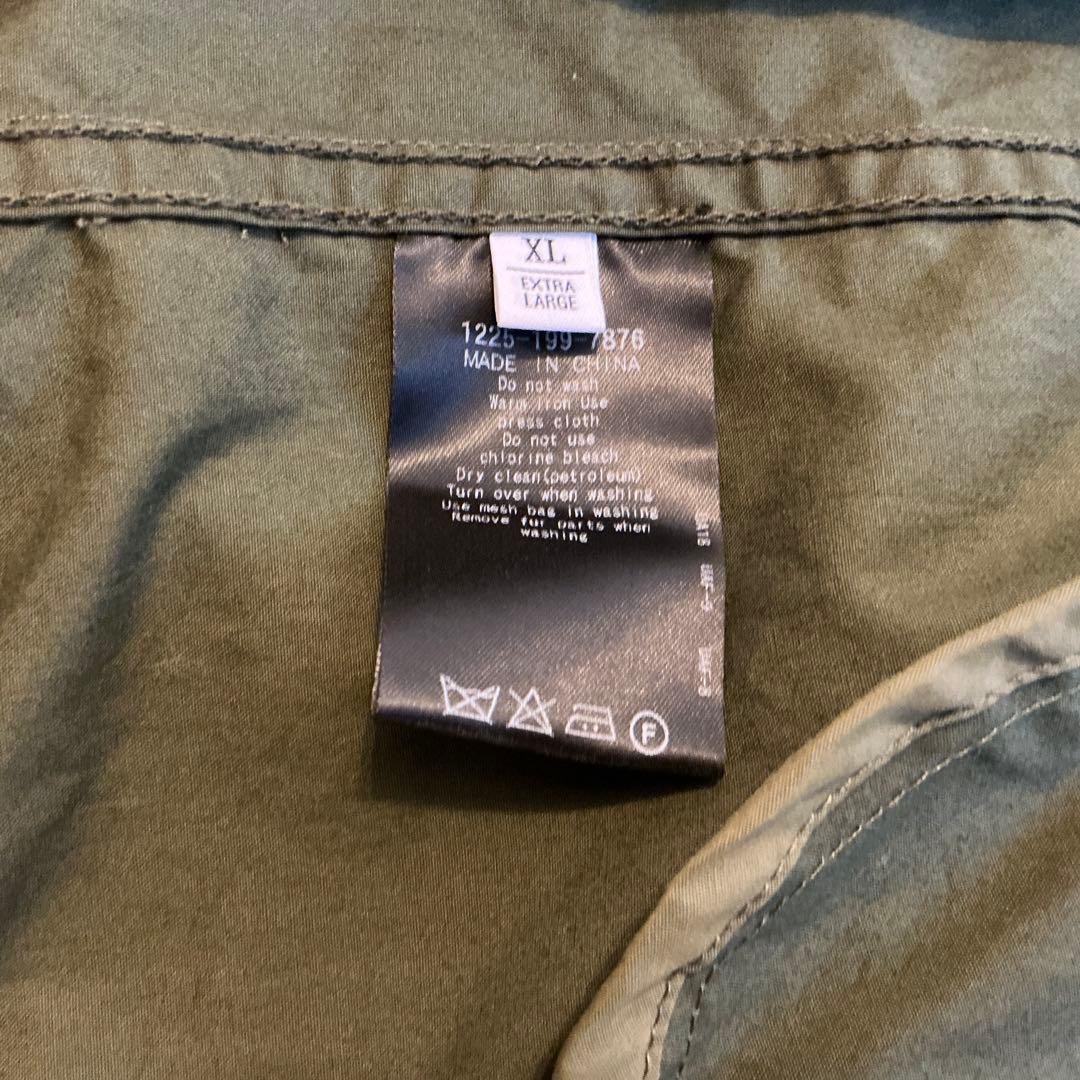 XL
EXTRA
LARGE
1225-199-7876
MADE IN CHINA
Do not wash
Warm iron Use
press cloth
Do not use
chlorine bleach
Dry clean(petroleum)
Turn over when washing
Use mesh bag in washing
Remove fur parts when
washing
F